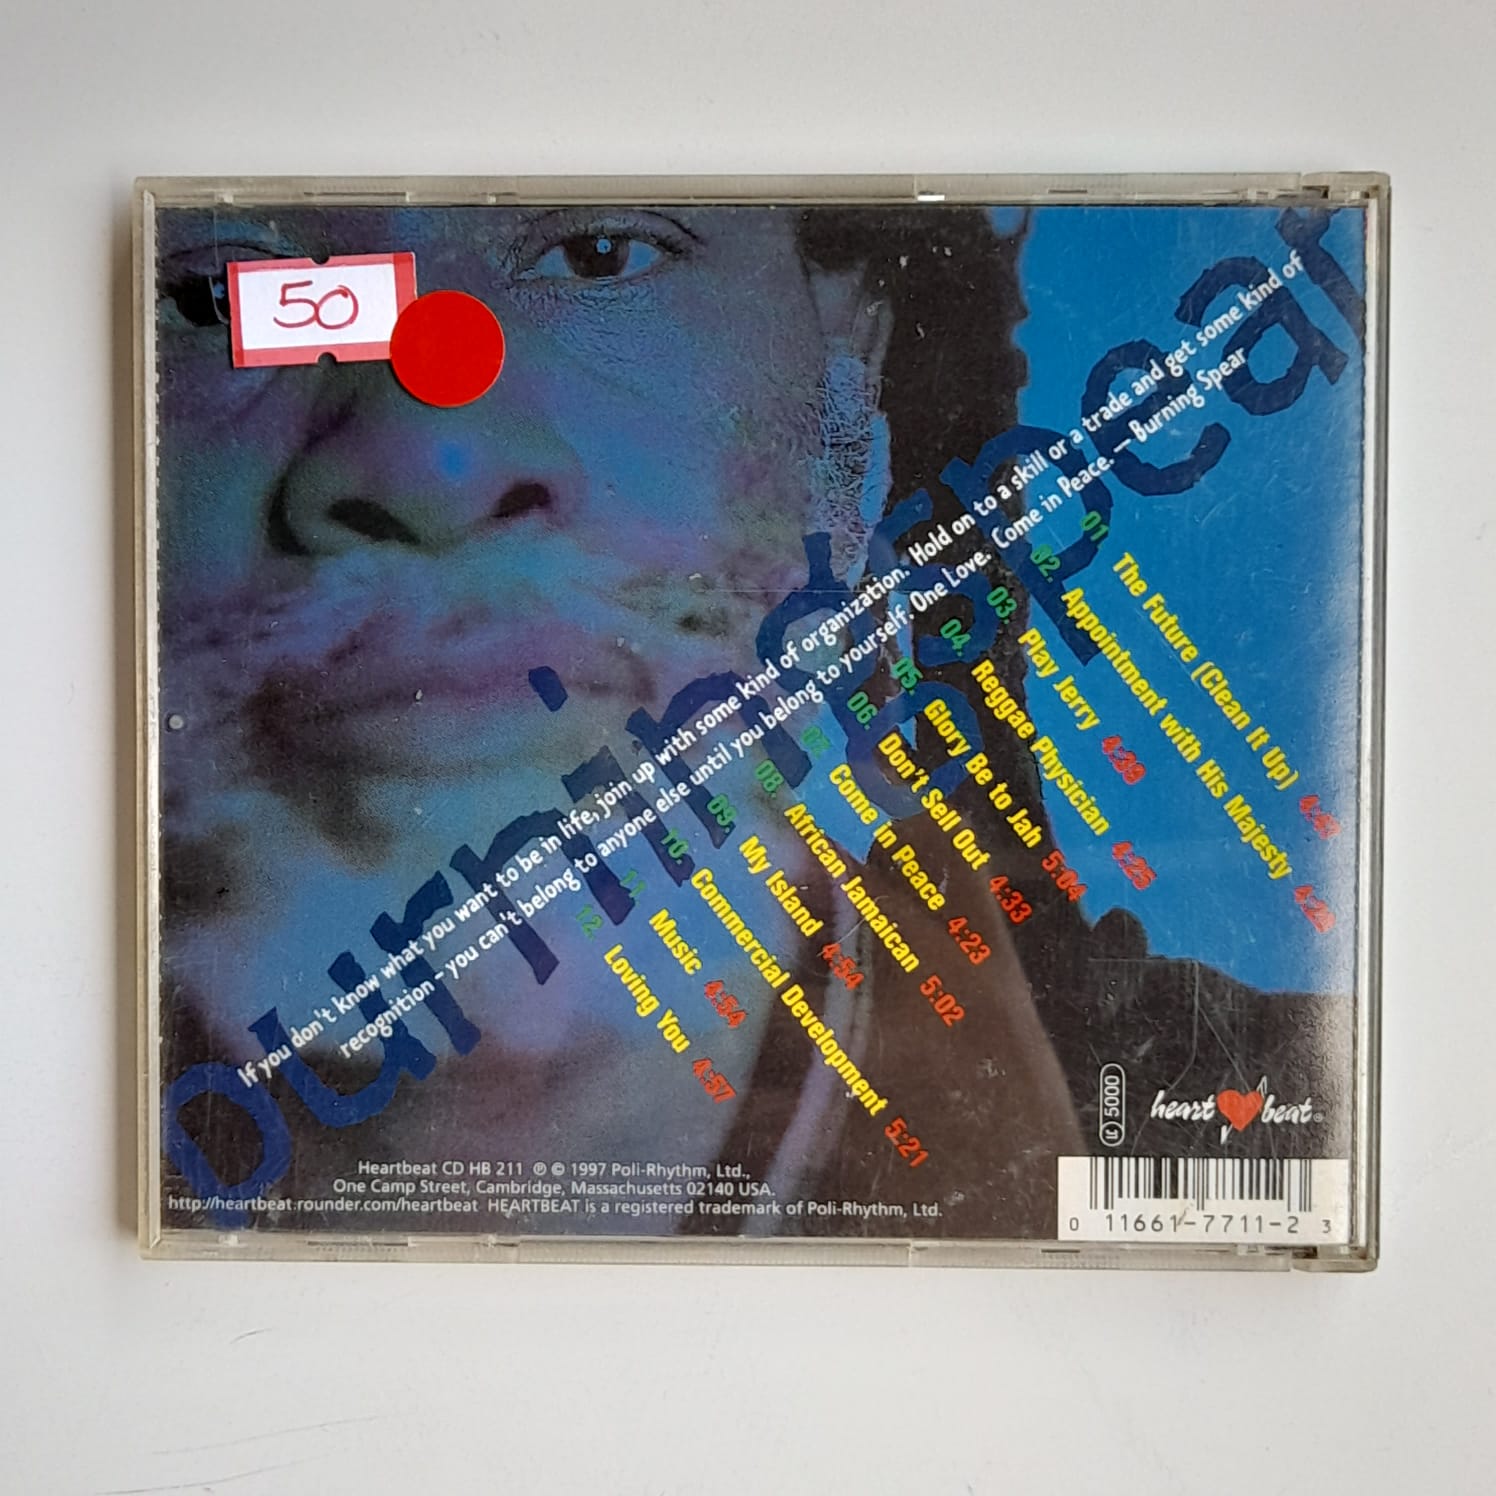 50
burning Spear
If you don't know what you want to be in life, join up with some kind of organization. Hold on to a skill or a trade and get some kind of
recognition – you can't belong to anyone else until you belong to yourself. One Love. Come in Peace. — Burning Spear
01 The Future (Clean It Up)
02. Appointment with His Majesty 4:28
03. Play Jerry 4:39
04. Reggae Physician 4:25
05. Glory Be to Jah 5:04
06. Don't Sell Out 4:33
07. Come in Peace 4:23
08. African Jamaican 5:02
09. My Island 4:54
10. Commercial Development 5:21
11. Music 4:54
12. Loving You 4:57
LC 5000
heart beat®
Heartbeat CD HB 211 ℗ © 1997 Poli-Rhythm, Ltd.,
One Camp Street, Cambridge, Massachusetts 02140 USA.
http://heartbeat.rounder.com/heartbeat HEARTBEAT is a registered trademark of Poli-Rhythm, Ltd.
0 11661-7711-2 3